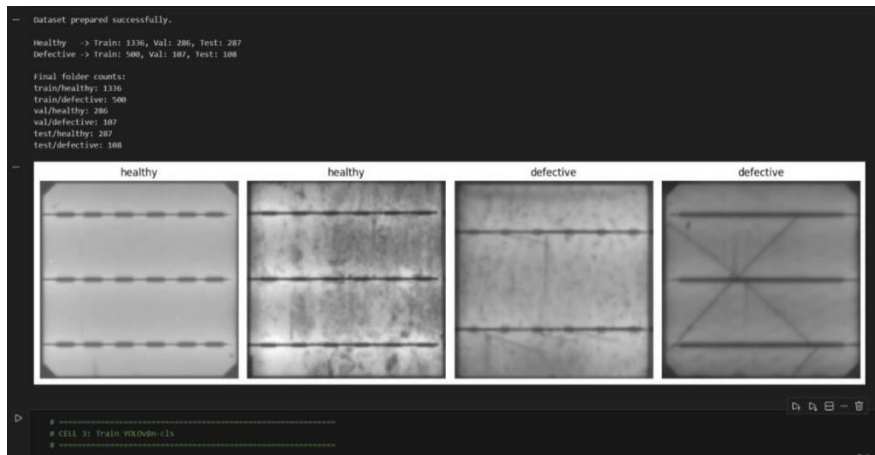 Dataset prepared successfully.
Healthy -> Train: 1336, Val: 286, Test: 287
Defective -> Train: 500, Val: 107, Test: 108
Final folder counts:
train/healthy: 1336
train/defective: 500
val/healthy: 286
val/defective: 107
test/healthy: 287
test/defective: 108
healthy healthy defective defective
# ============================================================
# CELL 3: Train YOLOv8n-cls
# ============================================================